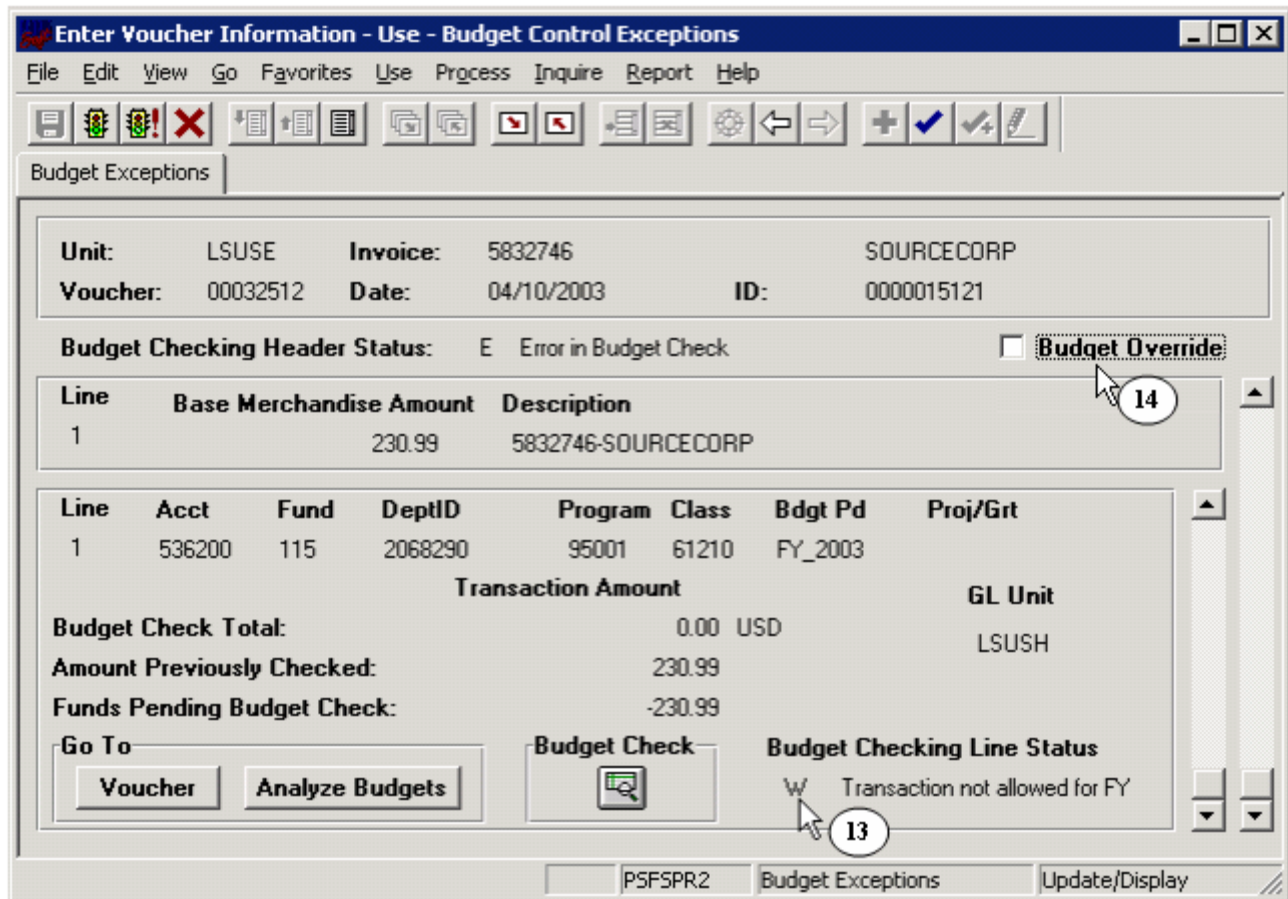 Enter Voucher Information - Use - Budget Control Exceptions
File Edit View Go Favorites Use Process Inquire Report Help
Budget Exceptions
Unit: LSUSE Invoice: 5832746 SOURCECORP
Voucher: 00032512 Date: 04/10/2003 ID: 0000015121
Budget Checking Header Status: E Error in Budget Check Budget Override
14
Line Base Merchandise Amount Description
1 230.99 5832746-SOURCECORP
Line Acct Fund DeptID Program Class Bdgt Pd Proj/Grt
1 536200 115 2068290 95001 61210 FY_2003
Transaction Amount GL Unit
Budget Check Total: 0.00 USD LSUSH
Amount Previously Checked: 230.99
Funds Pending Budget Check: -230.99
Go To Budget Check Budget Checking Line Status
Voucher Analyze Budgets W Transaction not allowed for FY
13
PSFSPR2 Budget Exceptions Update/Display